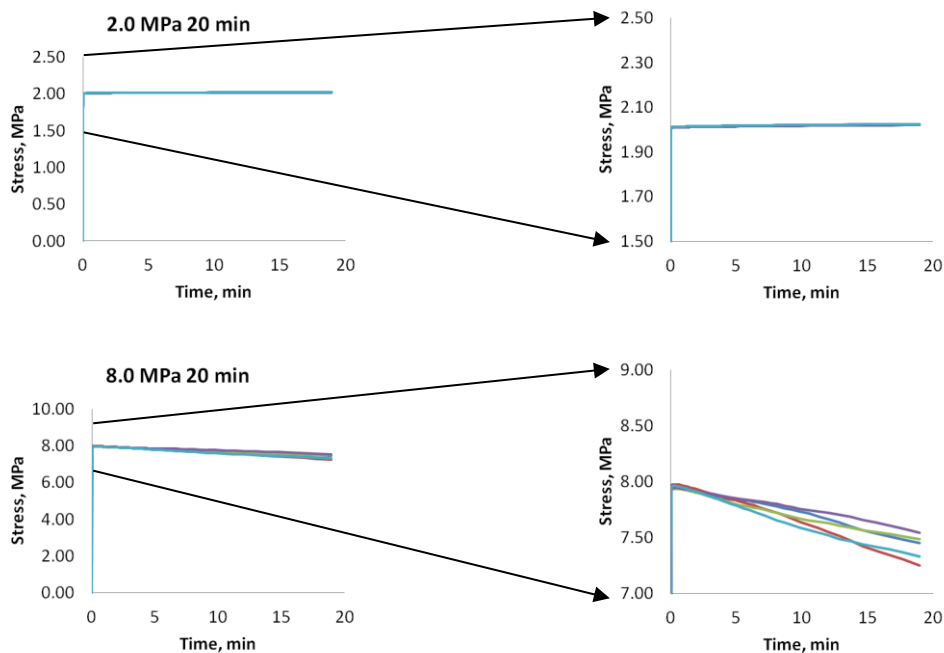 2.0 MPa 20 min
2.50
2.00
1.50
1.00
0.50
0.00
Stress, MPa
0 5 10 15 20
Time, min
2.50
2.30
2.10
1.90
1.70
1.50
Stress, MPa
0 5 10 15 20
Time, min
8.0 MPa 20 min
10.00
8.00
6.00
4.00
2.00
0.00
Stress, MPa
0 5 10 15 20
Time, min
9.00
8.50
8.00
7.50
7.00
Stress, MPa
0 5 10 15 20
Time, min